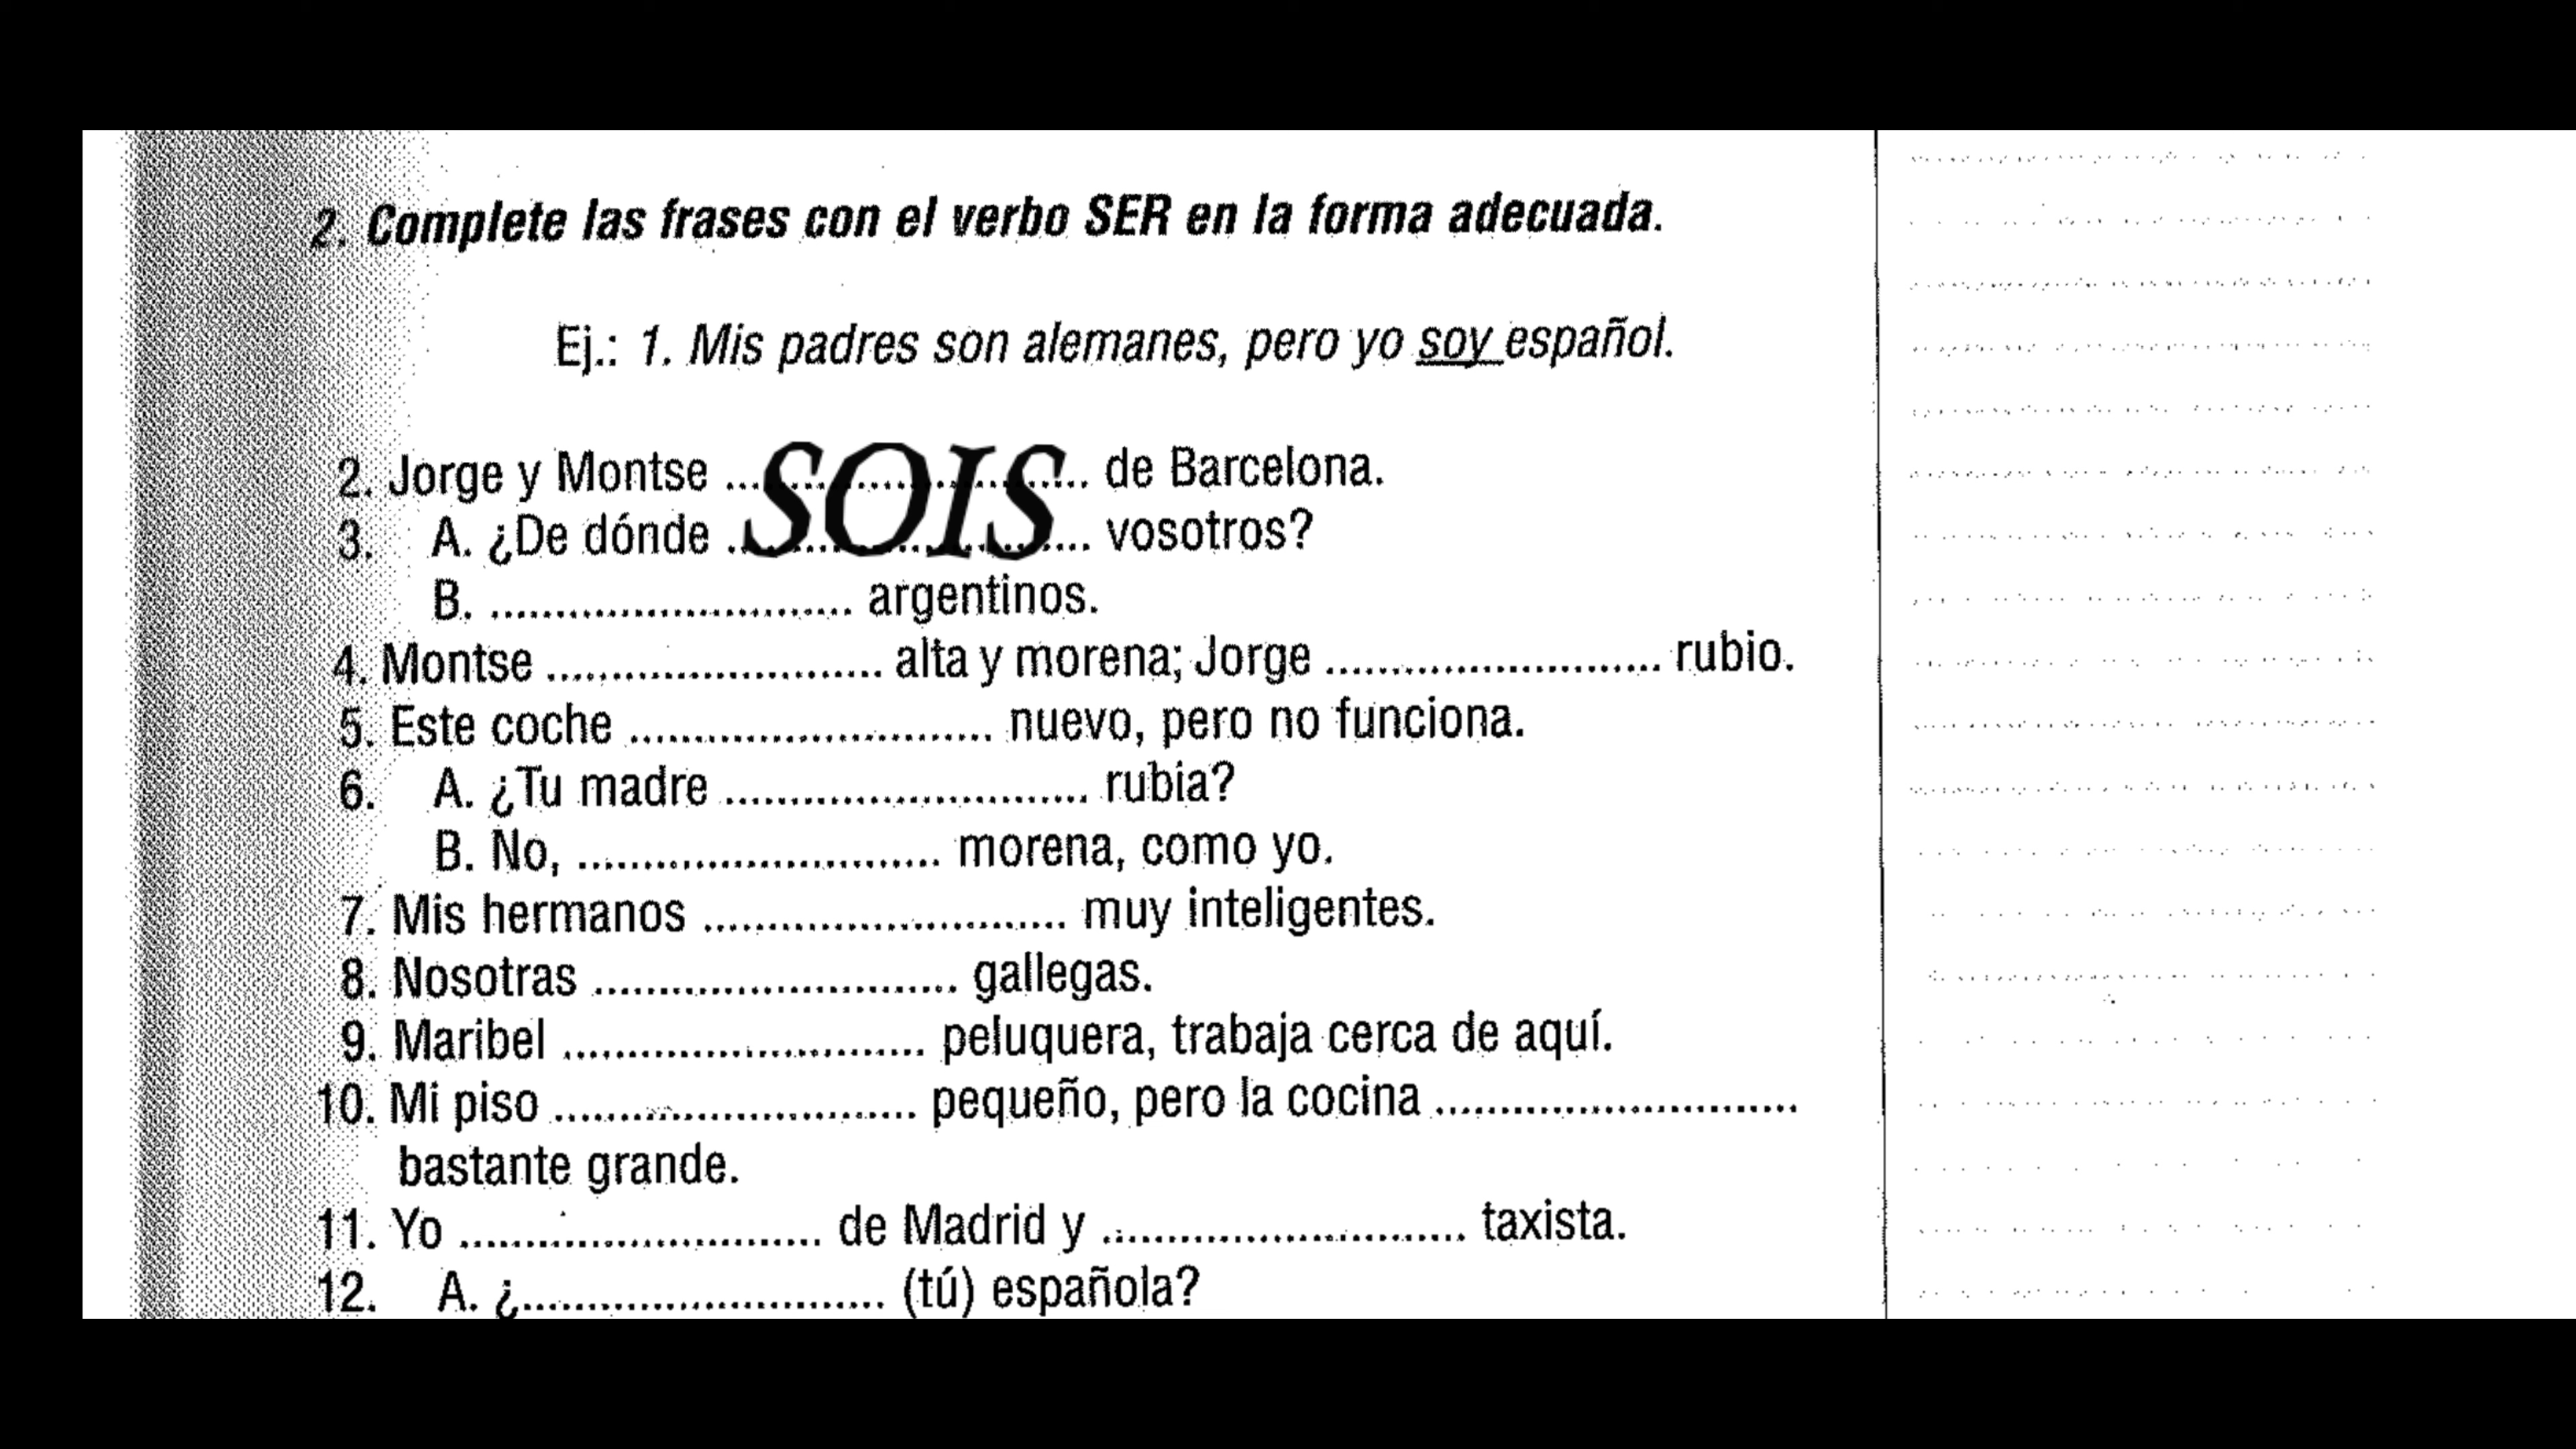 2. Complete las frases con el verbo SER en la forma adecuada.
Ej.: 1. Mis padres son alemanes, pero yo soy español.
2. Jorge y Montse ............................ de Barcelona.
SOIS
3. A. ¿De dónde ............................ vosotros?
B. ............................ argentinos.
4. Montse .......................... alta y morena; Jorge .......................... rubio.
5. Este coche ............................ nuevo, pero no funciona.
6. A. ¿Tu madre ............................ rubia?
B. No, ............................ morena, como yo.
7. Mis hermanos ............................ muy inteligentes.
8. Nosotras ............................ gallegas.
9. Maribel ............................ peluquera, trabaja cerca de aquí.
10. Mi piso ............................ pequeño, pero la cocina ............................
bastante grande.
11. Yo ............................ de Madrid y ............................ taxista.
12. A. ¿............................ (tú) española?